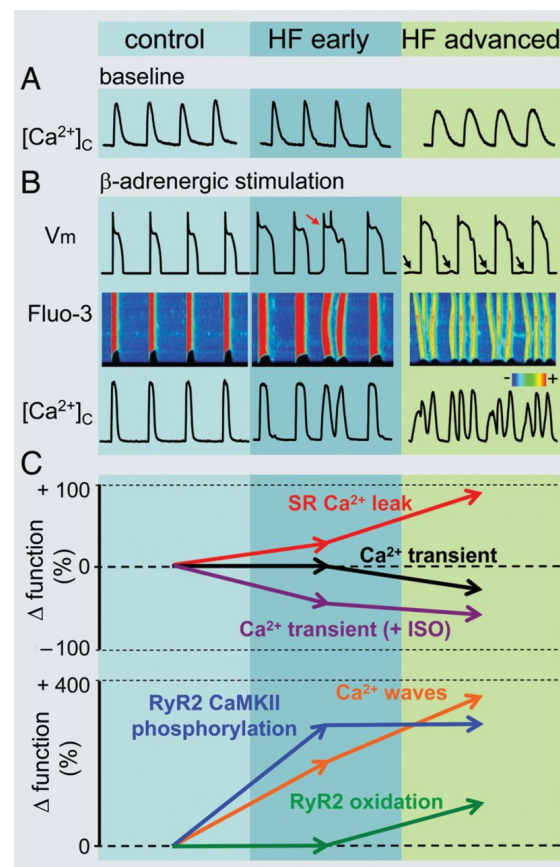 control HF early HF advanced
A baseline
[Ca²⁺]C
B β-adrenergic stimulation
Vm
Fluo-3
- +
[Ca²⁺]C
C
+ 100
SR Ca²⁺ leak
Ca²⁺ transient
0
Ca²⁺ transient (+ ISO)
− 100
Δ function
(%)
+ 400
RyR2 CaMKII
phosphorylation
Ca²⁺ waves
RyR2 oxidation
0
Δ function
(%)